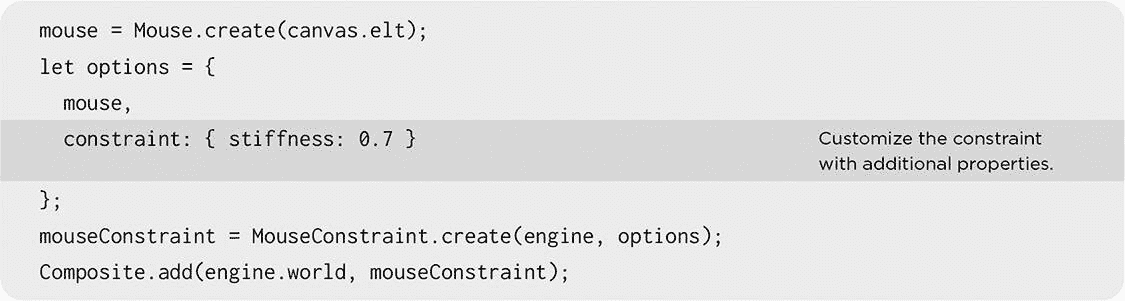 mouse = Mouse.create(canvas.elt);
let options = {
mouse,
constraint: { stiffness: 0.7 }
Customize the constraint
with additional properties.
};
mouseConstraint = MouseConstraint.create(engine, options);
Composite.add(engine.world, mouseConstraint);